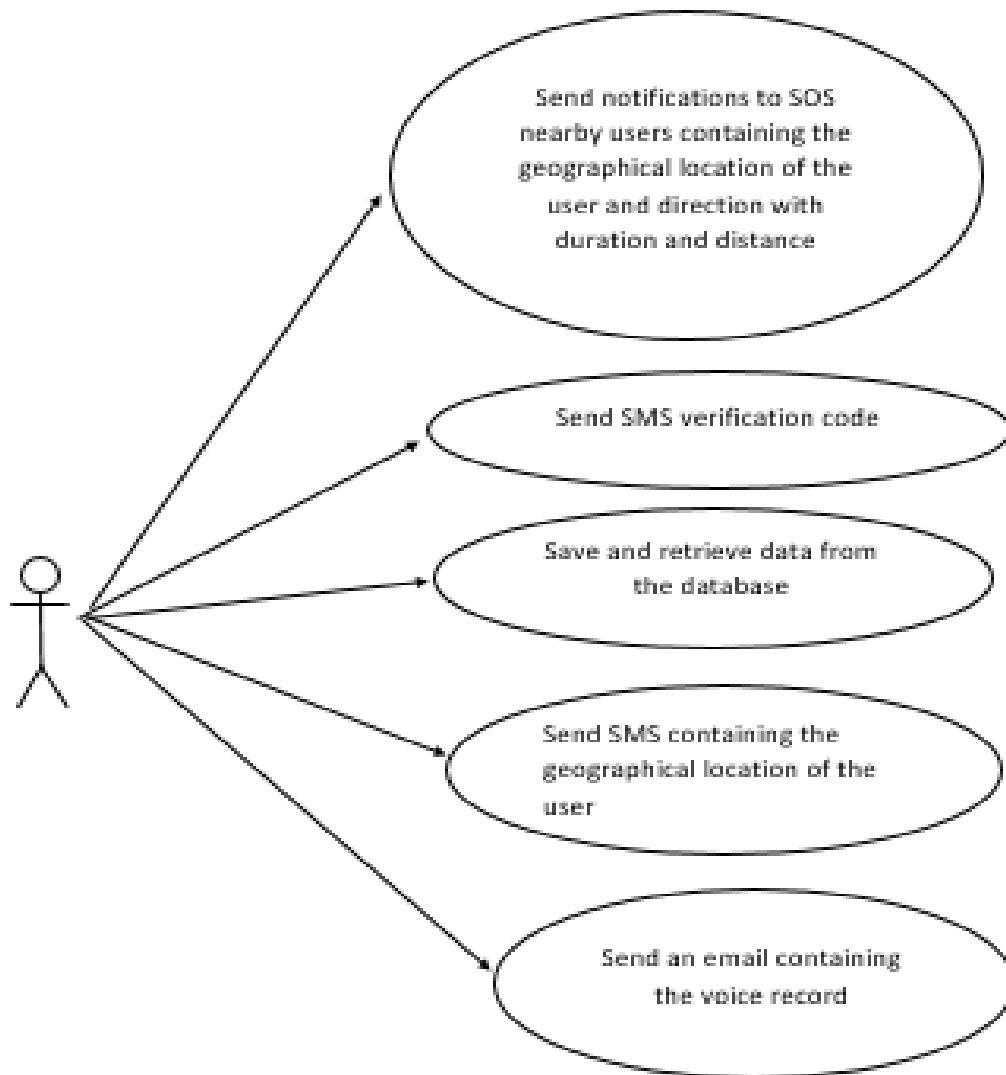 Send notifications to SOS
nearby users containing the
geographical location of the
user and direction with
duration and distance
Send SMS verification code
Save and retrieve data from
the database
Send SMS containing the
geographical location of the
user
Send an email containing
the voice record